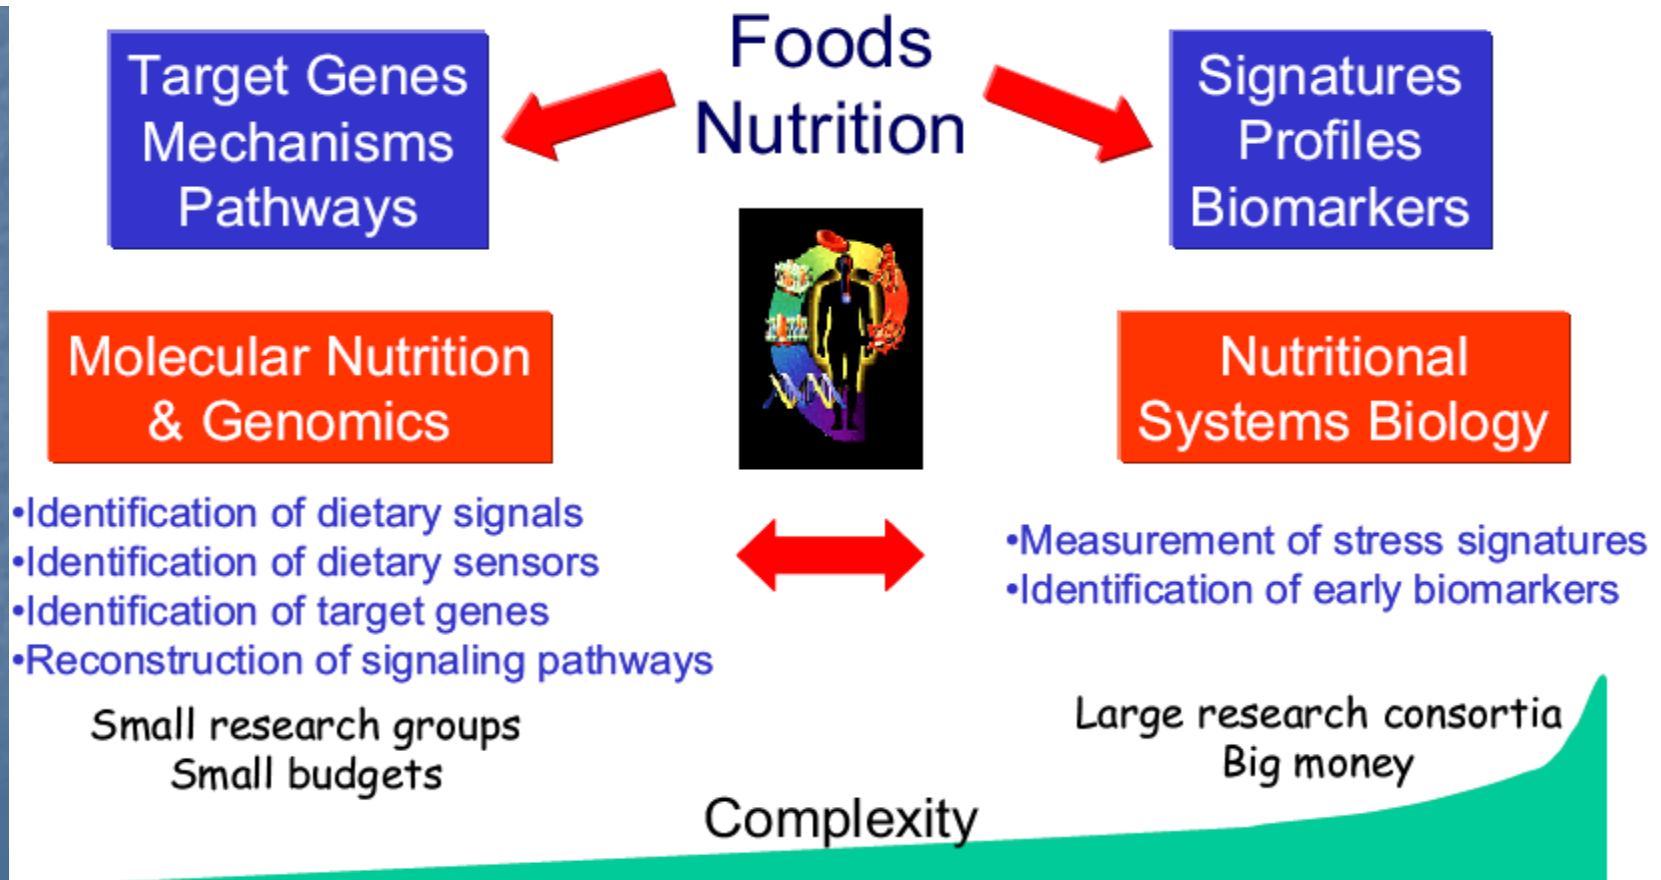 Foods
Nutrition
Target Genes
Mechanisms
Pathways
Signatures
Profiles
Biomarkers
Molecular Nutrition
& Genomics
Nutritional
Systems Biology
•Identification of dietary signals
•Identification of dietary sensors
•Identification of target genes
•Reconstruction of signaling pathways
•Measurement of stress signatures
•Identification of early biomarkers
Small research groups
Small budgets
Large research consortia
Big money
Complexity